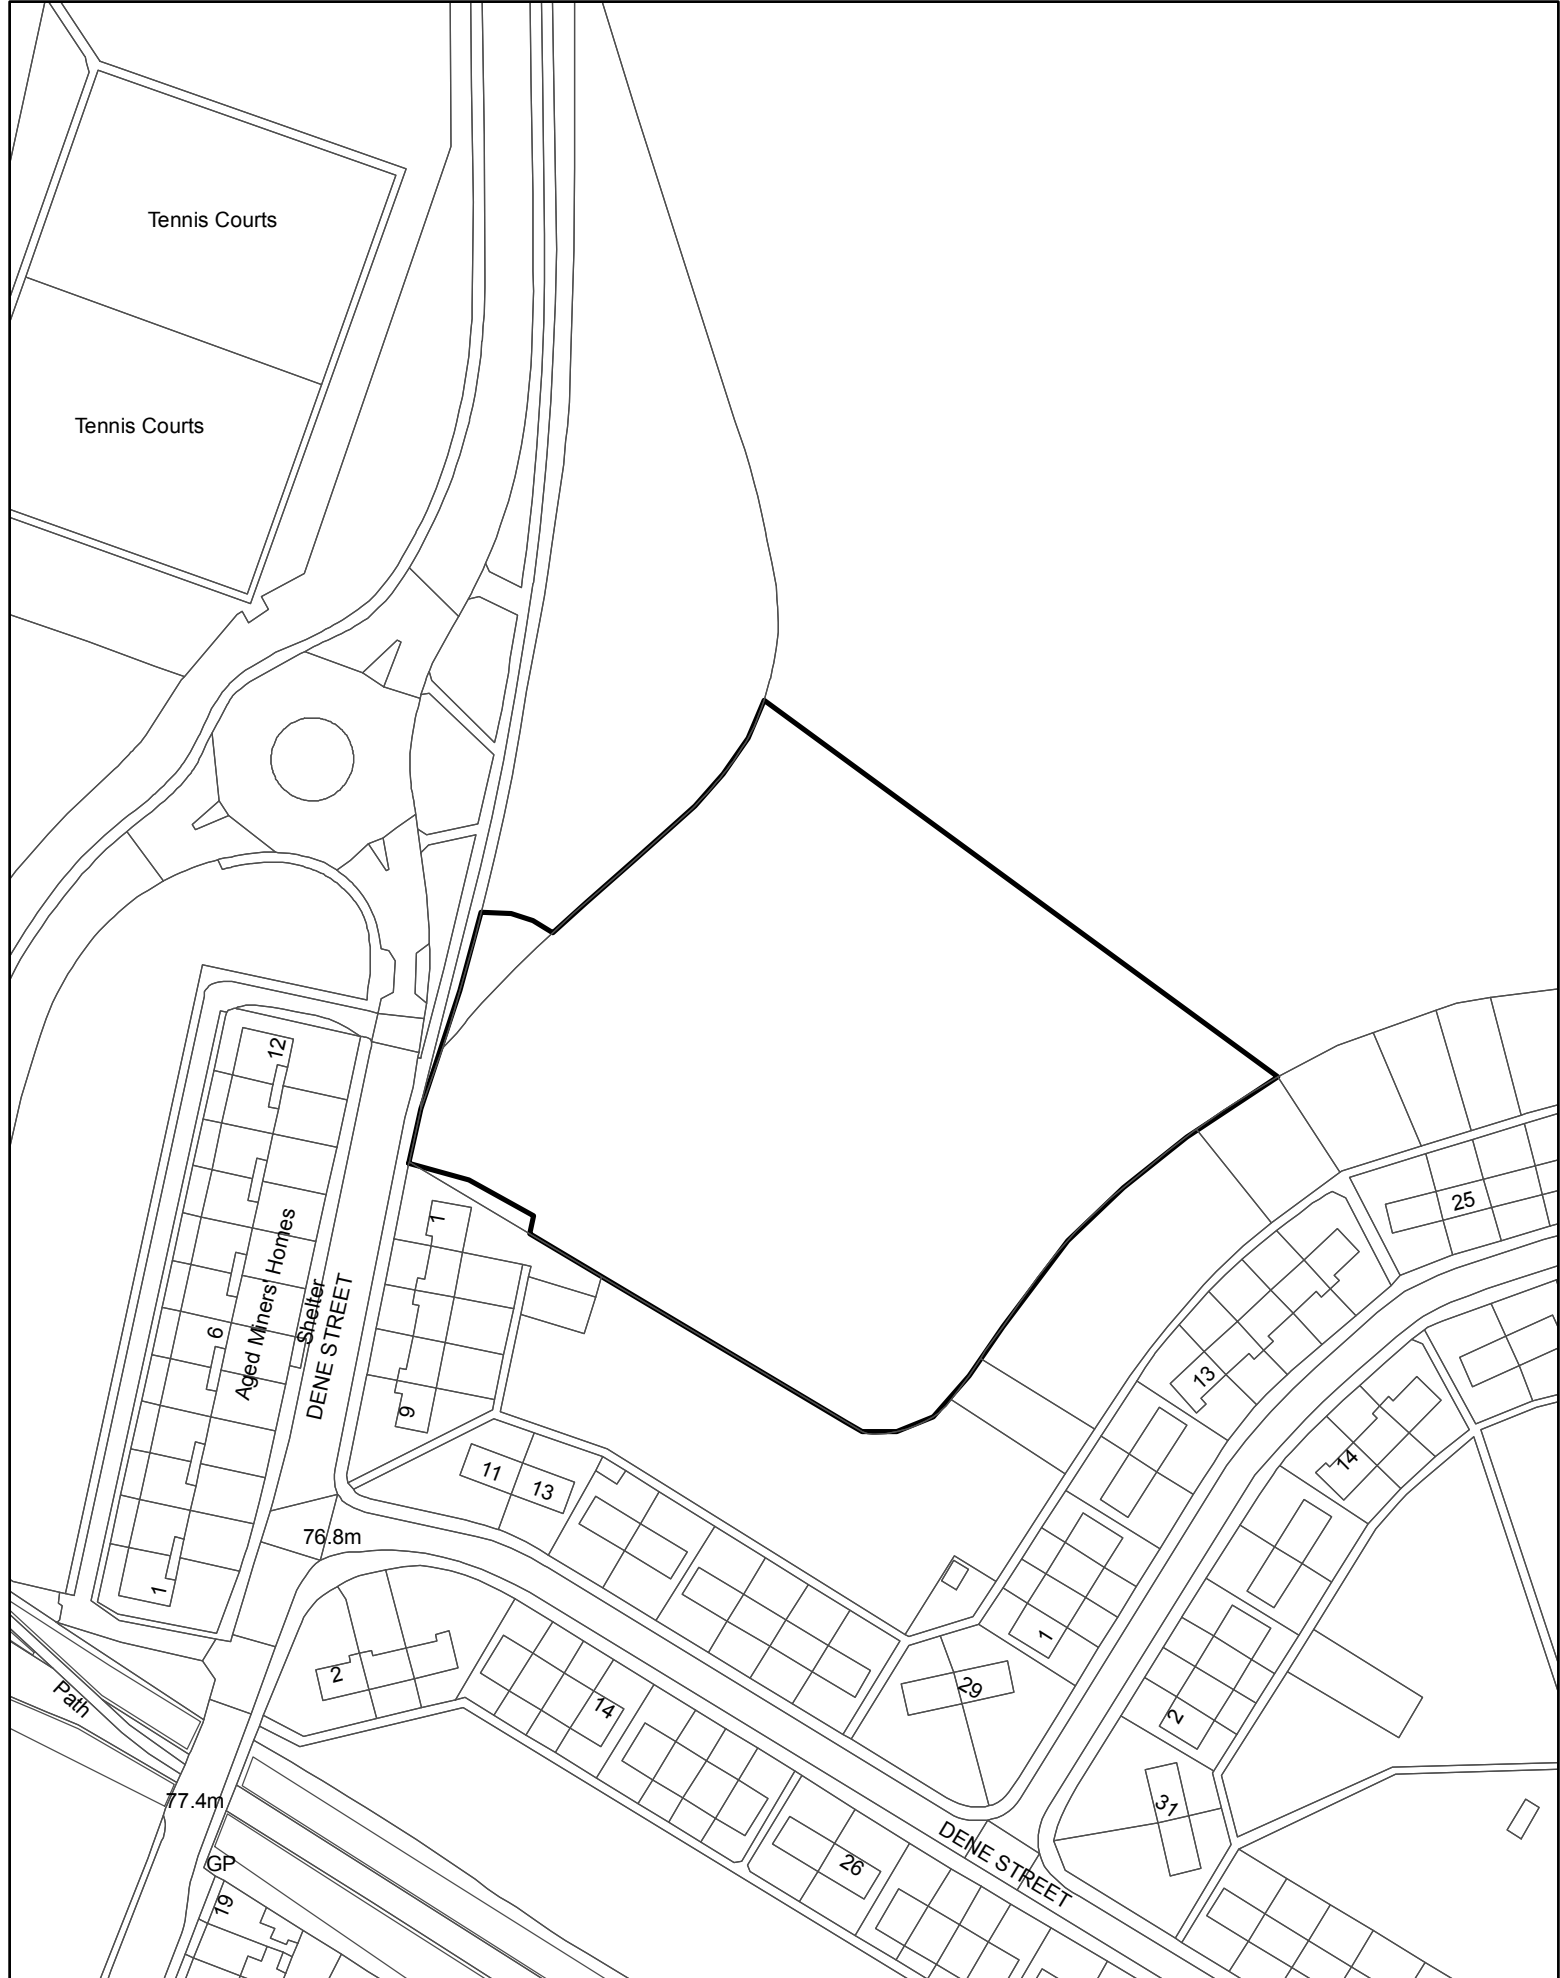 Tennis Courts
Tennis Courts
12
Aged Miners' Homes
Shelter
DENE STREET
6
1
1
9
11
13
76.8m
25
13
14
1
2
2
14
29
31
Path
77.4m
GP
19
26
DENE STREET